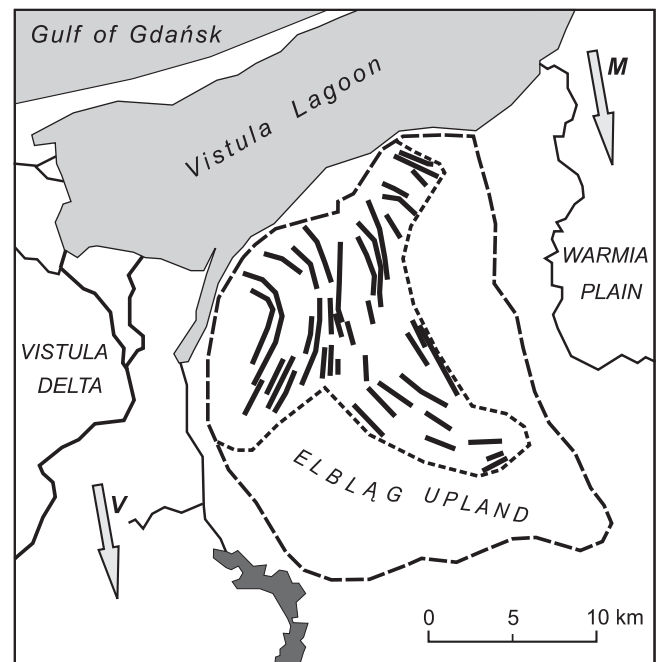 Gulf of Gdańsk
Vistula Lagoon
M
WARMIA
PLAIN
VISTULA
DELTA
V
ELBLĄG UPLAND
0 5 10 km